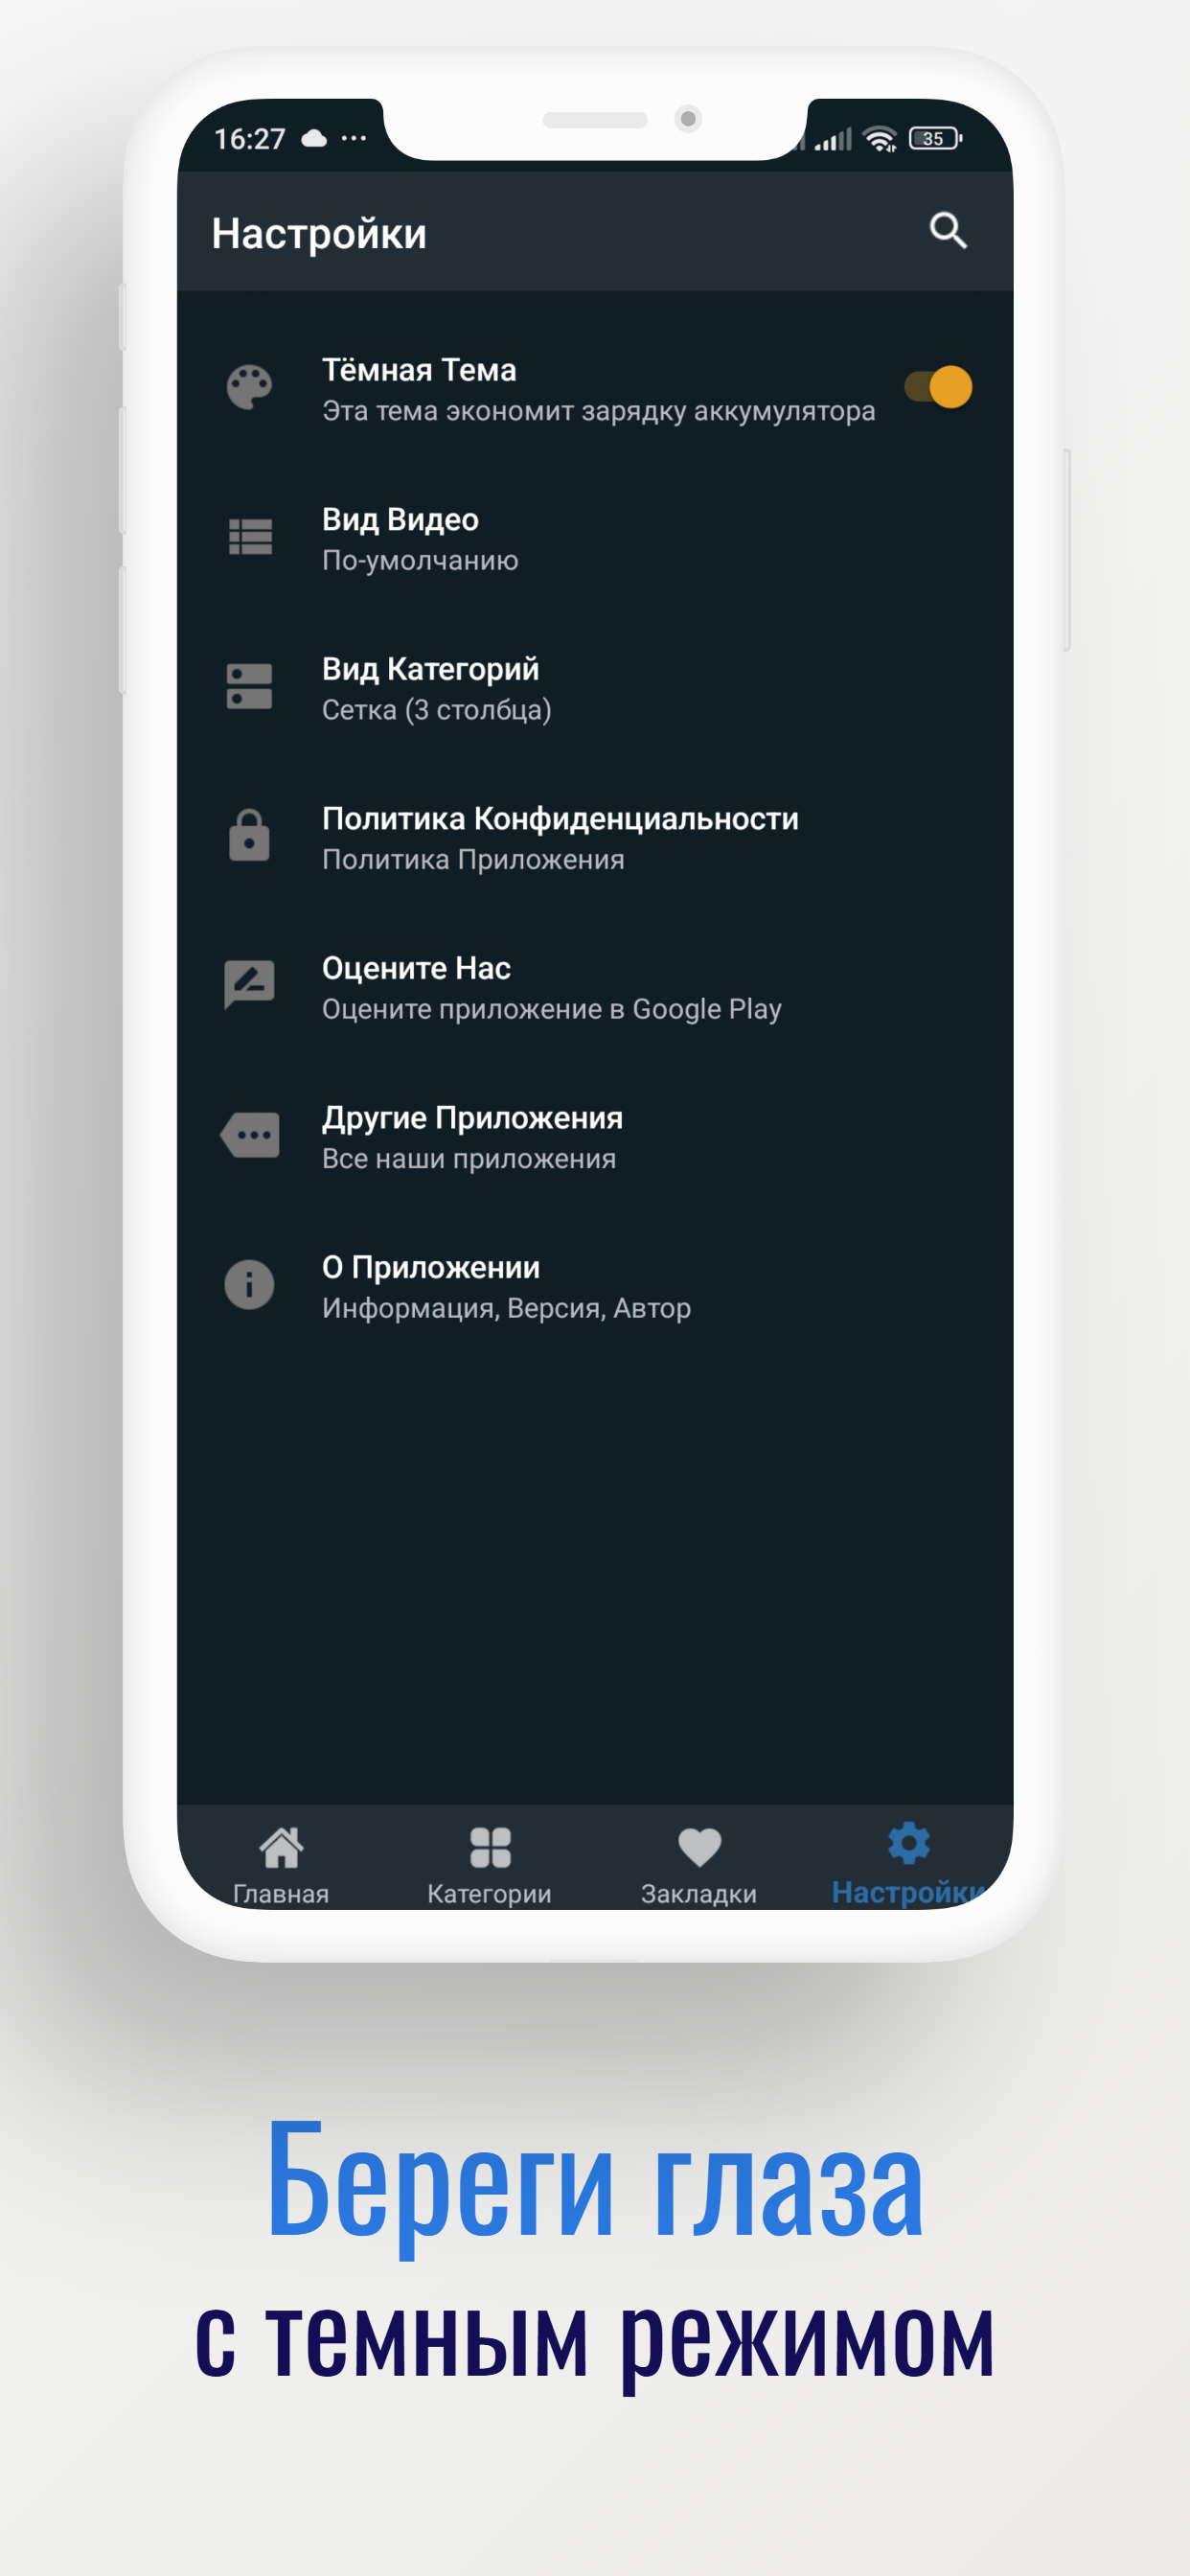 16:27
35
Настройки
Тёмная Тема
Эта тема экономит зарядку аккумулятора
Вид Видео
По-умолчанию
Вид Категорий
Сетка (3 столбца)
Политика Конфиденциальности
Политика Приложения
Оцените Нас
Оцените приложение в Google Play
Другие Приложения
Все наши приложения
О Приложении
Информация, Версия, Автор
Главная Категории Закладки Настройки
Береги глаза
с темным режимом